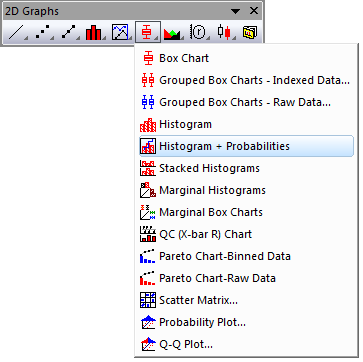 2D Graphs
Box Chart
Grouped Box Charts - Indexed Data...
Grouped Box Charts - Raw Data...
Histogram
Histogram + Probabilities
Stacked Histograms
Marginal Histograms
Marginal Box Charts
QC (X-bar R) Chart
Pareto Chart-Binned Data
Pareto Chart-Raw Data
Scatter Matrix...
Probability Plot...
Q-Q Plot...